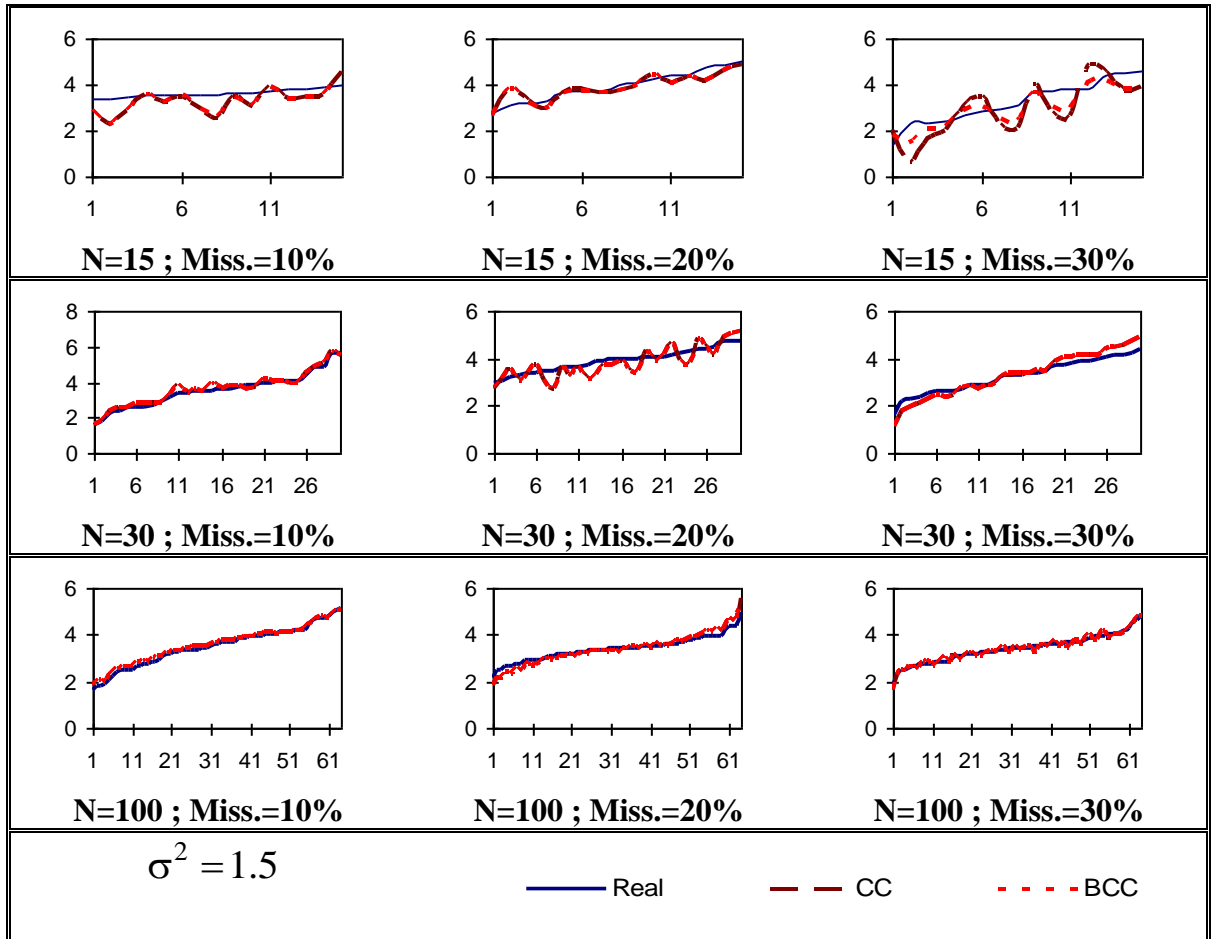 6 6 6
4 4 4
2 2 2
0 0 0
1 6 11 1 6 11 1 6 11
N=15 ; Miss.=10% N=15 ; Miss.=20% N=15 ; Miss.=30%
8 6 6
6 4 4
4 2 2
2
0 0 0
1 6 11 16 21 26 1 6 11 16 21 26 1 6 11 16 21 26
N=30 ; Miss.=10% N=30 ; Miss.=20% N=30 ; Miss.=30%
6 6 6
4 4 4
2 2 2
0 0 0
1 11 21 31 41 51 61 1 11 21 31 41 51 61 1 11 21 31 41 51 61
N=100 ; Miss.=10% N=100 ; Miss.=20% N=100 ; Miss.=30%
σ² = 1.5
Real CC BCC